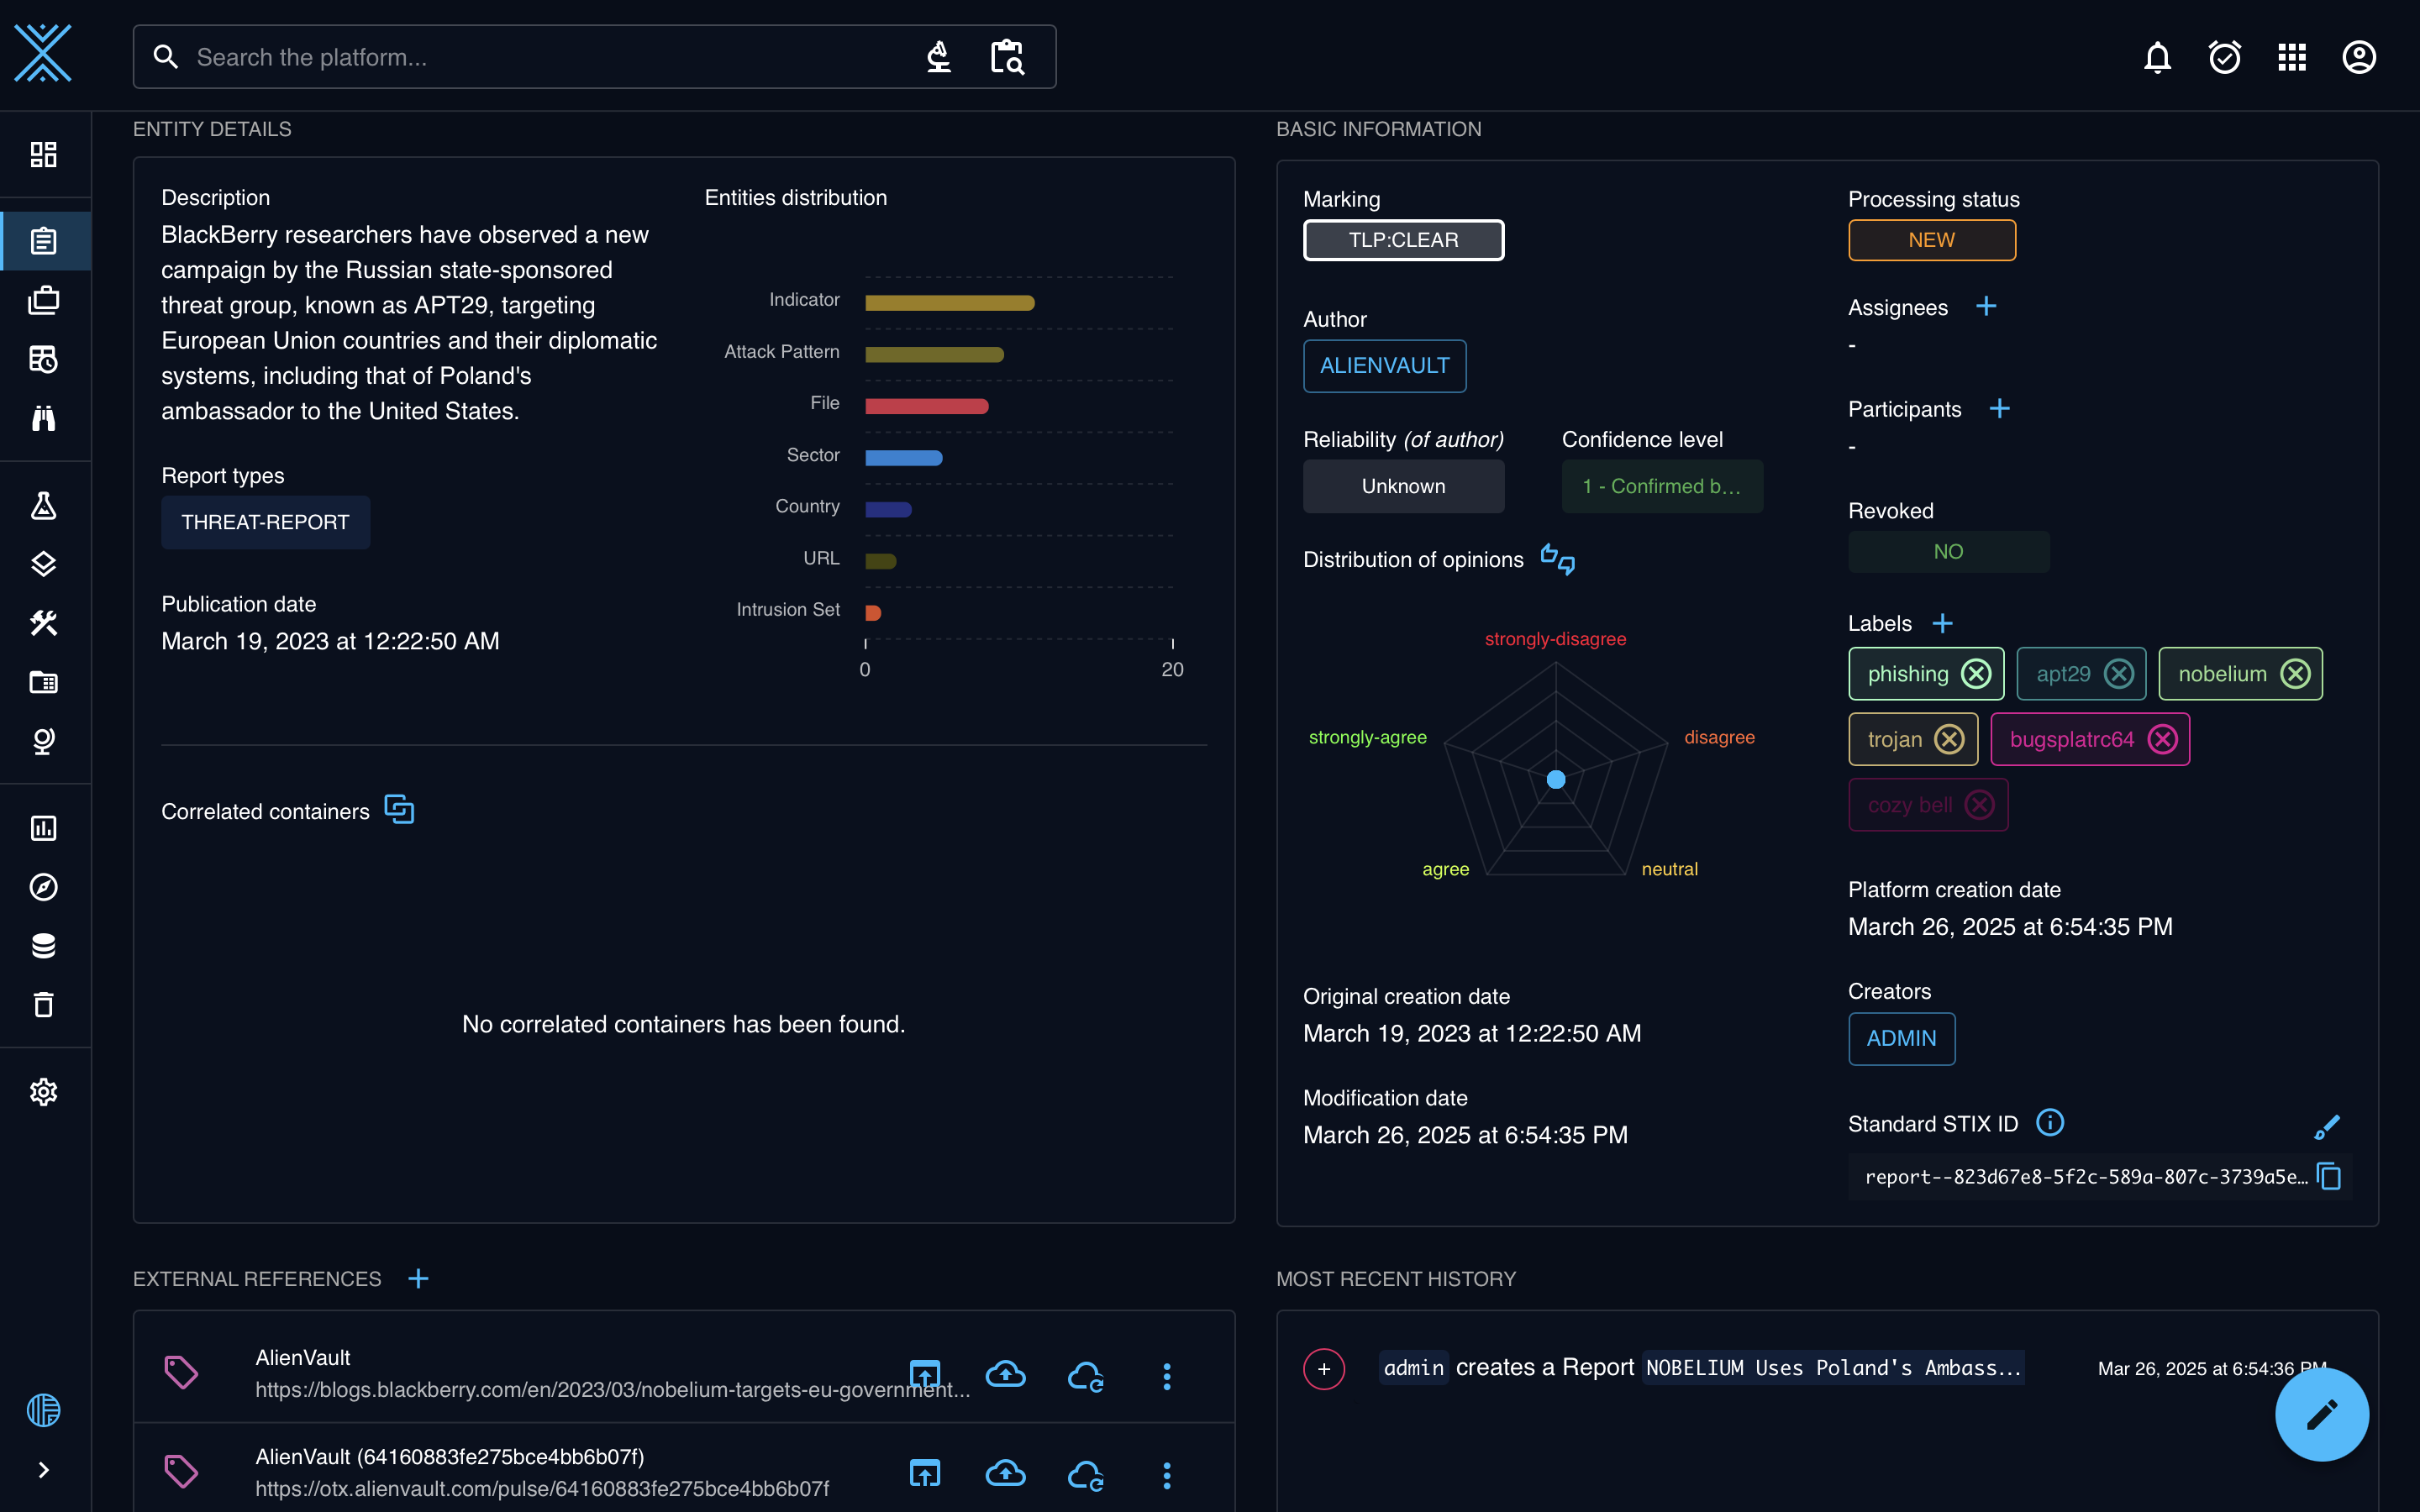 Search the platform...
ENTITY DETAILS
Description
BlackBerry researchers have observed a new
campaign by the Russian state-sponsored
threat group, known as APT29, targeting
European Union countries and their diplomatic
systems, including that of Poland's
ambassador to the United States.
Report types
THREAT-REPORT
Publication date
March 19, 2023 at 12:22:50 AM
Entities distribution
Indicator
Attack Pattern
File
Sector
Country
URL
Intrusion Set
0 20
Correlated containers
No correlated containers has been found.
BASIC INFORMATION
Marking
TLP:CLEAR
Author
ALIENVAULT
Reliability (of author)
Unknown
Confidence level
1 - Confirmed b...
Distribution of opinions
strongly-disagree
strongly-agree
disagree
agree
neutral
Original creation date
March 19, 2023 at 12:22:50 AM
Modification date
March 26, 2025 at 6:54:35 PM
Processing status
NEW
Assignees
-
Participants
-
Revoked
NO
Labels
phishing apt29 nobelium
trojan bugsplatrc64
cozy bell
Platform creation date
March 26, 2025 at 6:54:35 PM
Creators
ADMIN
Standard STIX ID
report--823d67e8-5f2c-589a-807c-3739a5e...
EXTERNAL REFERENCES
AlienVault
https://blogs.blackberry.com/en/2023/03/nobelium-targets-eu-government...
AlienVault (64160883fe275bce4bb6b07f)
https://otx.alienvault.com/pulse/64160883fe275bce4bb6b07f
MOST RECENT HISTORY
admin creates a Report NOBELIUM Uses Poland's Ambass...
Mar 26, 2025 at 6:54:36 PM